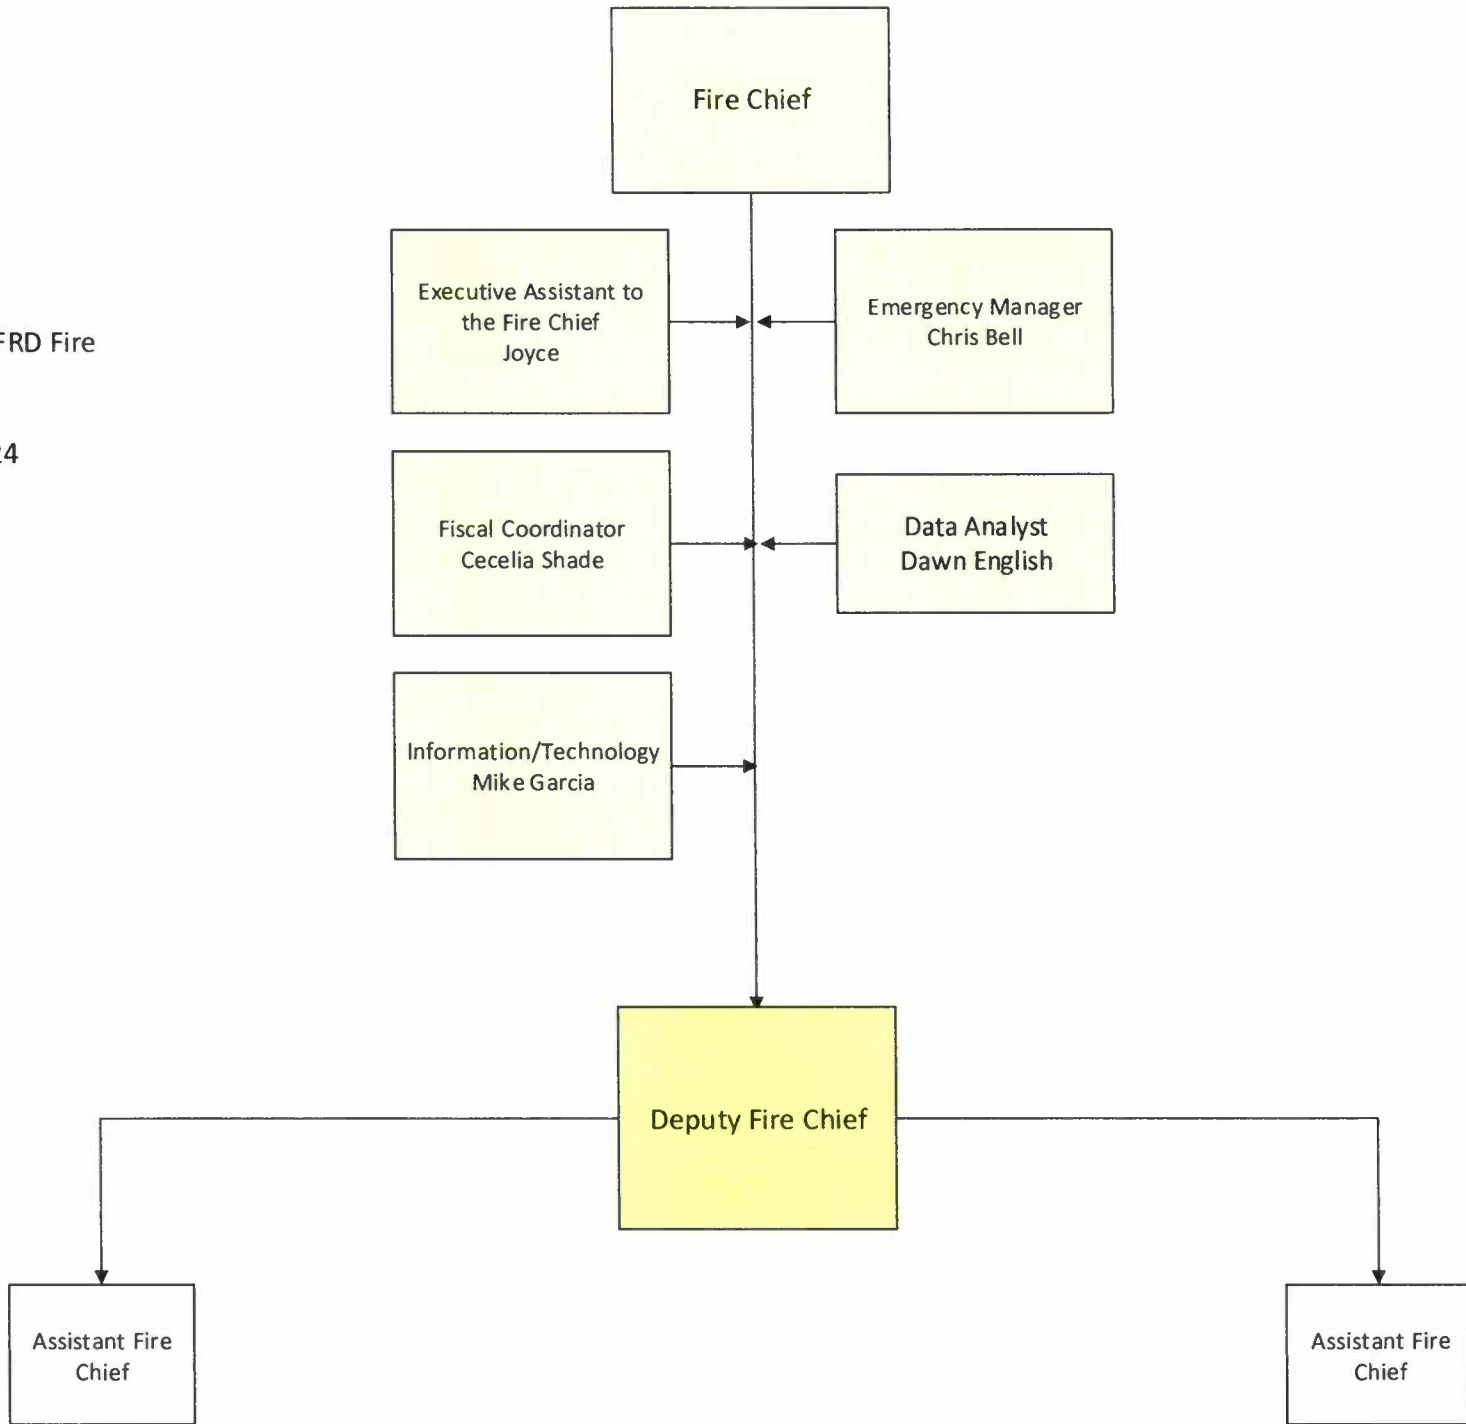 Fire Chief
Executive Assistant to
the Fire Chief
Joyce
Emergency Manager
Chris Bell
FRD Fire
24
Fiscal Coordinator
Cecelia Shade
Data Analyst
Dawn English
Information/Technology
Mike Garcia
Deputy Fire Chief
Assistant Fire
Chief
Assistant Fire
Chief